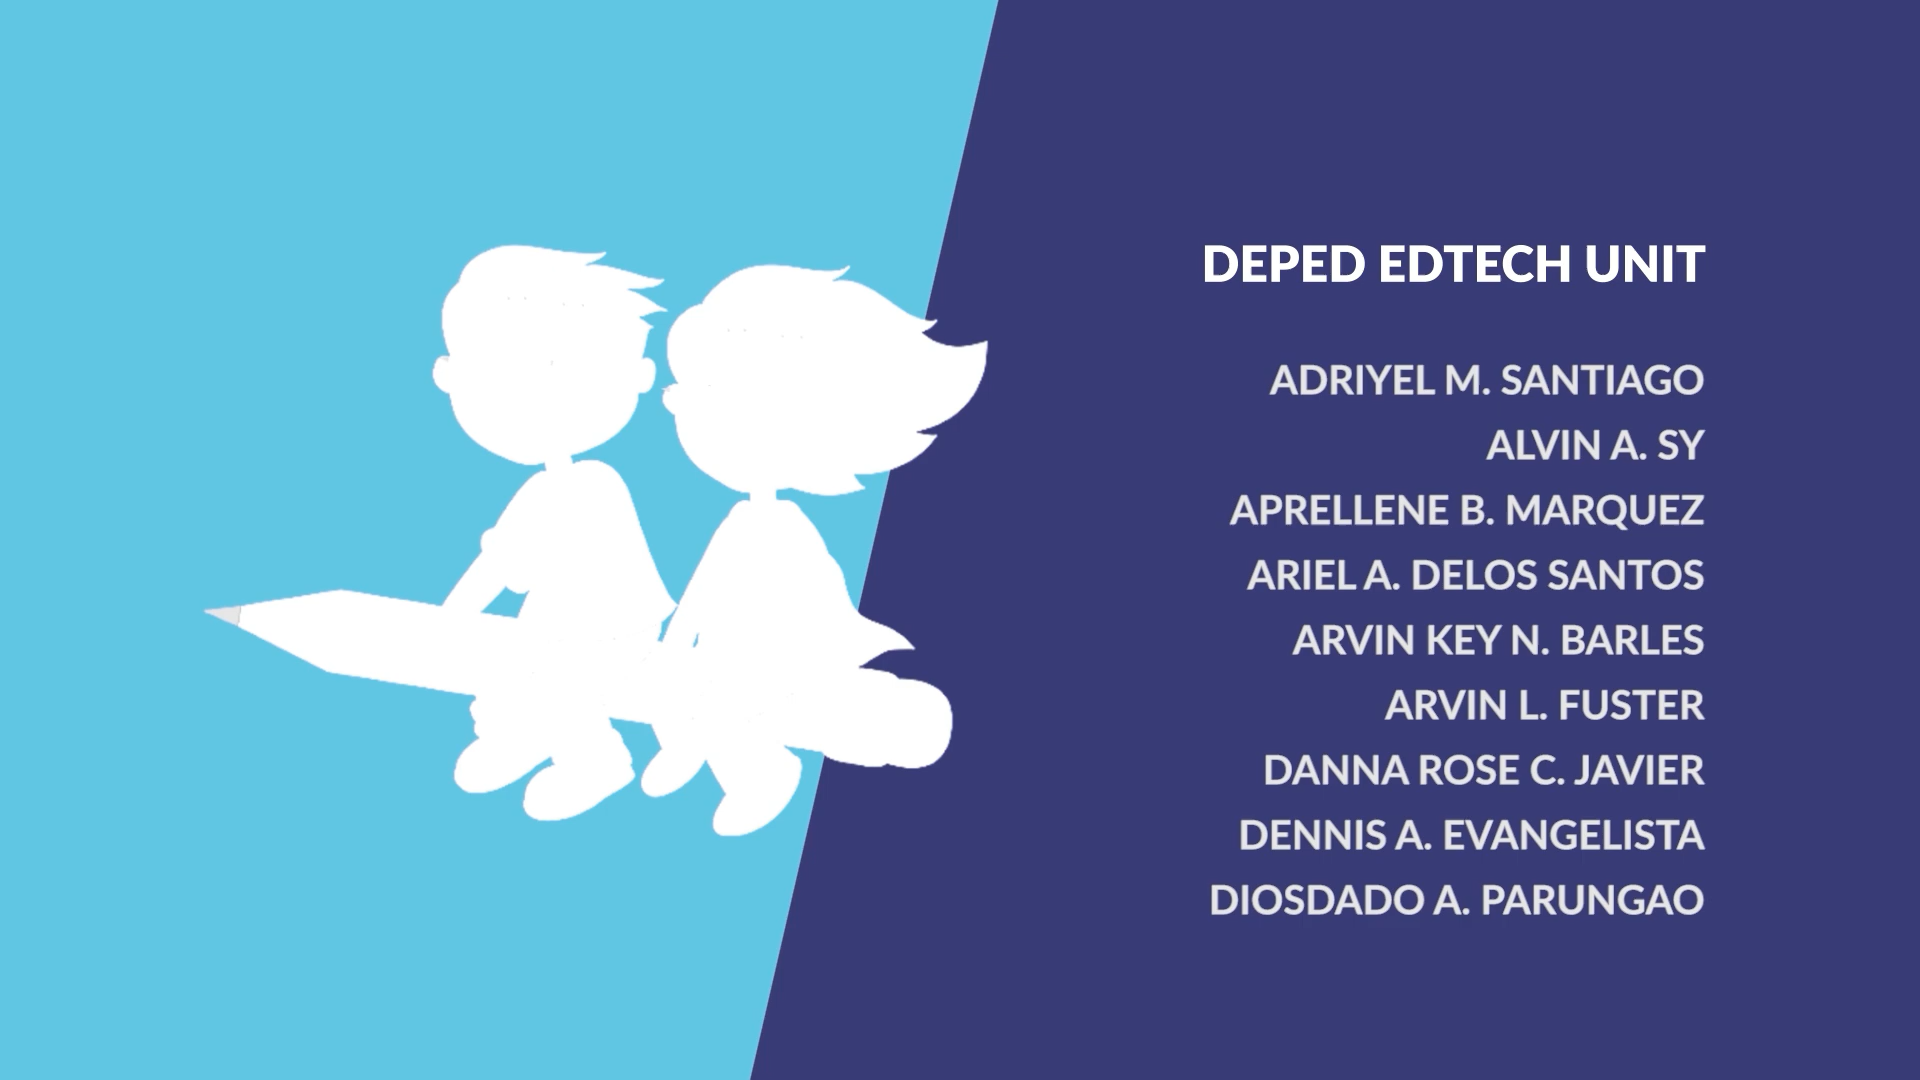 DEPED EDTECH UNIT
ADRIYEL M. SANTIAGO
ALVIN A. SY
APRELLENE B. MARQUEZ
ARIEL A. DELOS SANTOS
ARVIN KEY N. BARLES
ARVIN L. FUSTER
DANNA ROSE C. JAVIER
DENNIS A. EVANGELISTA
DIOSDADO A. PARUNGAO